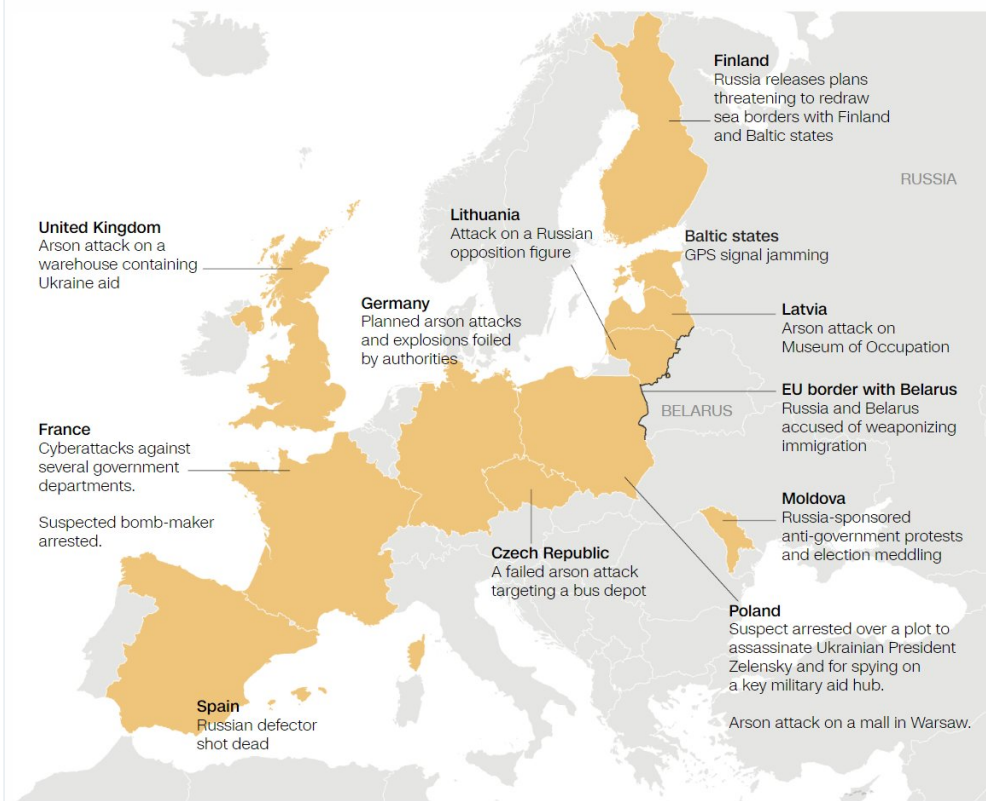 Finland
Russia releases plans
threatening to redraw
sea borders with Finland
and Baltic states
RUSSIA
United Kingdom
Arson attack on a
warehouse containing
Ukraine aid
Lithuania
Attack on a Russian
opposition figure
Baltic states
GPS signal jamming
Germany
Planned arson attacks
and explosions foiled
by authorities
Latvia
Arson attack on
Museum of Occupation
EU border with Belarus
Russia and Belarus
accused of weaponizing
immigration
BELARUS
France
Cyberattacks against
several government
departments.
Suspected bomb-maker
arrested.
Moldova
Russia-sponsored
anti-government protests
and election meddling
Czech Republic
A failed arson attack
targeting a bus depot
Poland
Suspect arrested over a plot to
assassinate Ukrainian President
Zelensky and for spying on
a key military aid hub.
Arson attack on a mall in Warsaw.
Spain
Russian defector
shot dead